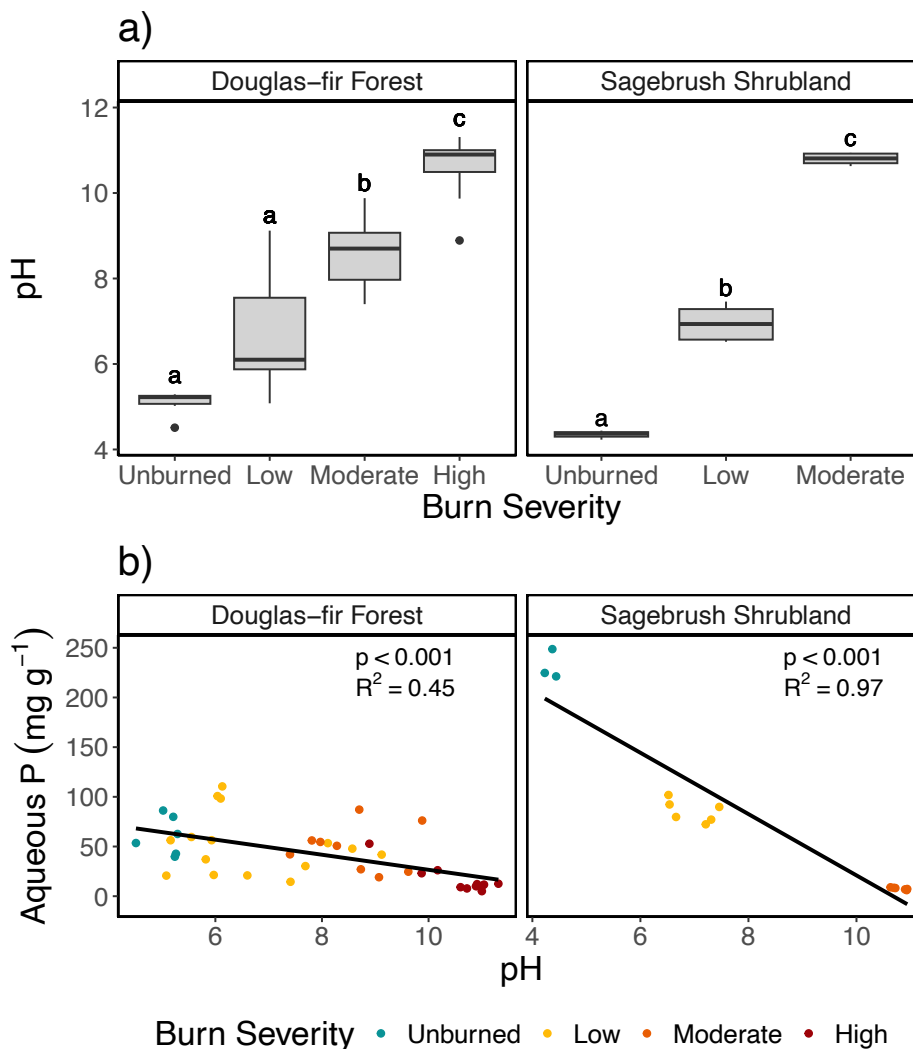 a)
Douglas−fir Forest
Sagebrush Shrubland
12
10
8
6
4
pH
a
a
b
c
a
b
c
Unburned Low Moderate High
Unburned Low Moderate
Burn Severity
b)
Douglas−fir Forest
Sagebrush Shrubland
250
200
150
100
50
0
Aqueous P (mg g⁻¹)
p < 0.001
R² = 0.45
p < 0.001
R² = 0.97
6 8 10
4 6 8 10
pH
Burn Severity Unburned Low Moderate High